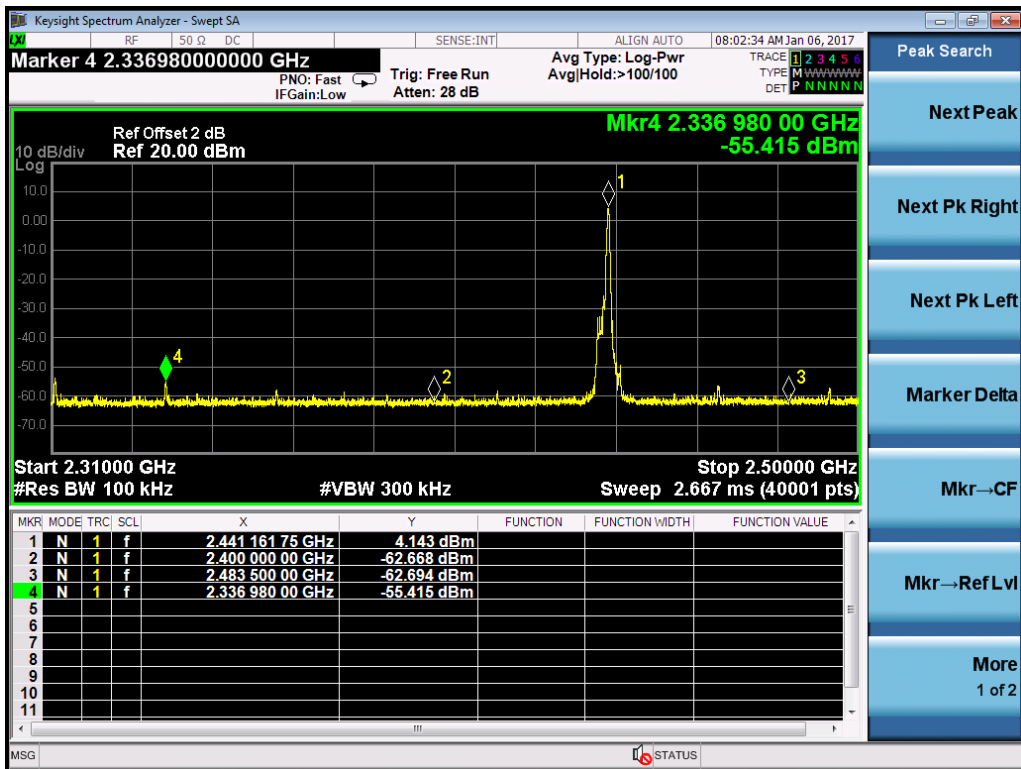 Keysight Spectrum Analyzer - Swept SA
LXI RF 50 Ω DC SENSE:INT ALIGN AUTO 08:02:34 AM Jan 06, 2017
Marker 4 2.336980000000 GHz
PNO: Fast
IFGain:Low
Trig: Free Run
Atten: 28 dB
Avg Type: Log-Pwr
Avg|Hold:>100/100
TRACE 1 2 3 4 5 6
TYPE M WWWWW
DET P N N N N N
Peak Search
Mkr4 2.336 980 00 GHz
-55.415 dBm
Ref Offset 2 dB
10 dB/div Ref 20.00 dBm
Log
10.0
0.00
-10.0
-20.0
-30.0
-40.0
-50.0
-60.0
-70.0
1
4
2
3
Start 2.31000 GHz Stop 2.50000 GHz
#Res BW 100 kHz #VBW 300 kHz Sweep 2.667 ms (40001 pts)
MKR MODE TRC SCL X Y FUNCTION FUNCTION WIDTH FUNCTION VALUE
1 N 1 f 2.441 161 75 GHz 4.143 dBm
2 N 1 f 2.400 000 00 GHz -62.668 dBm
3 N 1 f 2.483 500 00 GHz -62.694 dBm
4 N 1 f 2.336 980 00 GHz -55.415 dBm
5
6
7
8
9
10
11
Next Peak
Next Pk Right
Next Pk Left
Marker Delta
Mkr→CF
Mkr→Ref Lvl
More
1 of 2
MSG STATUS